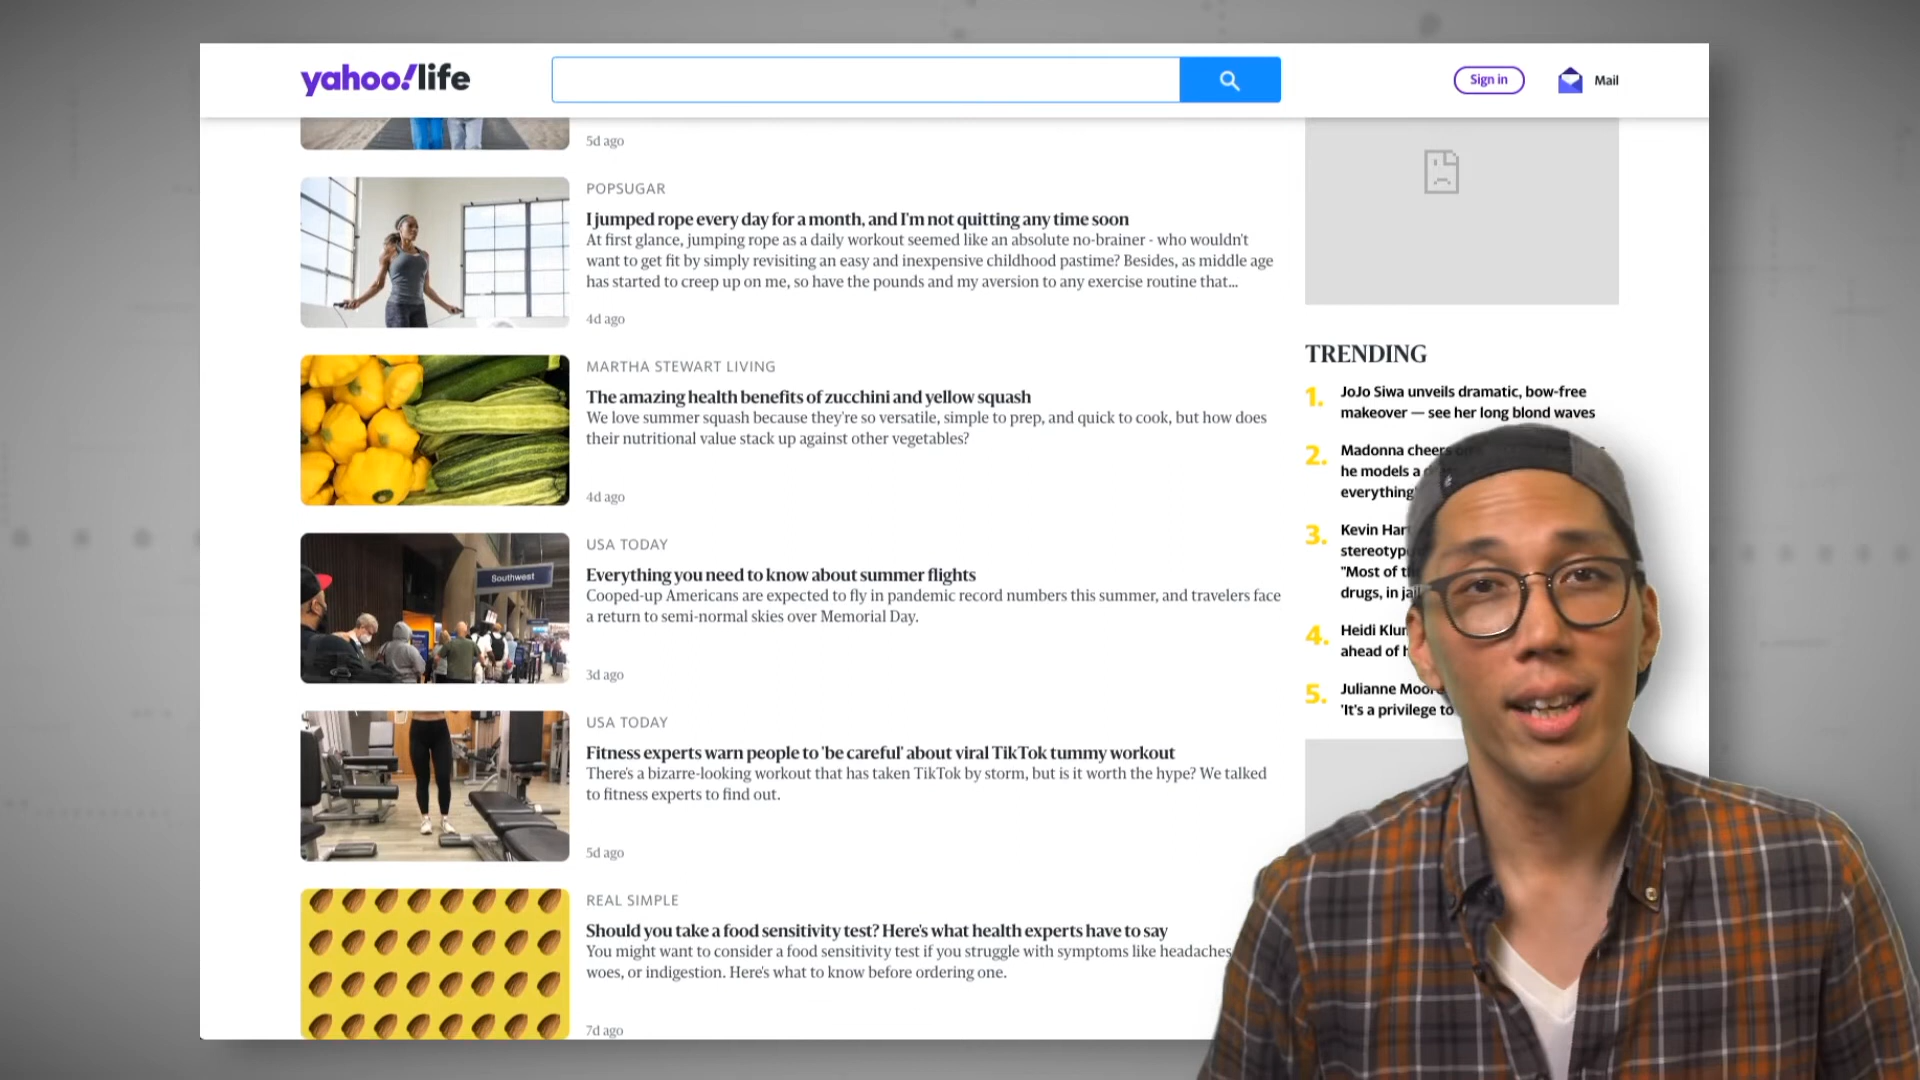 yahoo!life
Sign in
Mail
5d ago
POPSUGAR
I jumped rope every day for a month, and I'm not quitting any time soon
At first glance, jumping rope as a daily workout seemed like an absolute no-brainer - who wouldn't
want to get fit by simply revisiting an easy and inexpensive childhood pastime? Besides, as middle age
has started to creep up on me, so have the pounds and my aversion to any exercise routine that...
4d ago
MARTHA STEWART LIVING
The amazing health benefits of zucchini and yellow squash
We love summer squash because they're so versatile, simple to prep, and quick to cook, but how does
their nutritional value stack up against other vegetables?
4d ago
Southwest
USA TODAY
Everything you need to know about summer flights
Cooped-up Americans are expected to fly in pandemic record numbers this summer, and travelers face
a return to semi-normal skies over Memorial Day.
3d ago
USA TODAY
Fitness experts warn people to 'be careful' about viral TikTok tummy workout
There's a bizarre-looking workout that has taken TikTok by storm, but is it worth the hype? We talked
to fitness experts to find out.
5d ago
REAL SIMPLE
Should you take a food sensitivity test? Here's what health experts have to say
You might want to consider a food sensitivity test if you struggle with symptoms like headaches
woes, or indigestion. Here's what to know before ordering one.
7d ago
TRENDING
1. JoJo Siwa unveils dramatic, bow-free
makeover — see her long blond waves
2. Madonna cheers
he models a
everything'
3. Kevin
"Most of
drugs, in
4. Heidi
ahead of
5. Julianne
'It's a privilege to